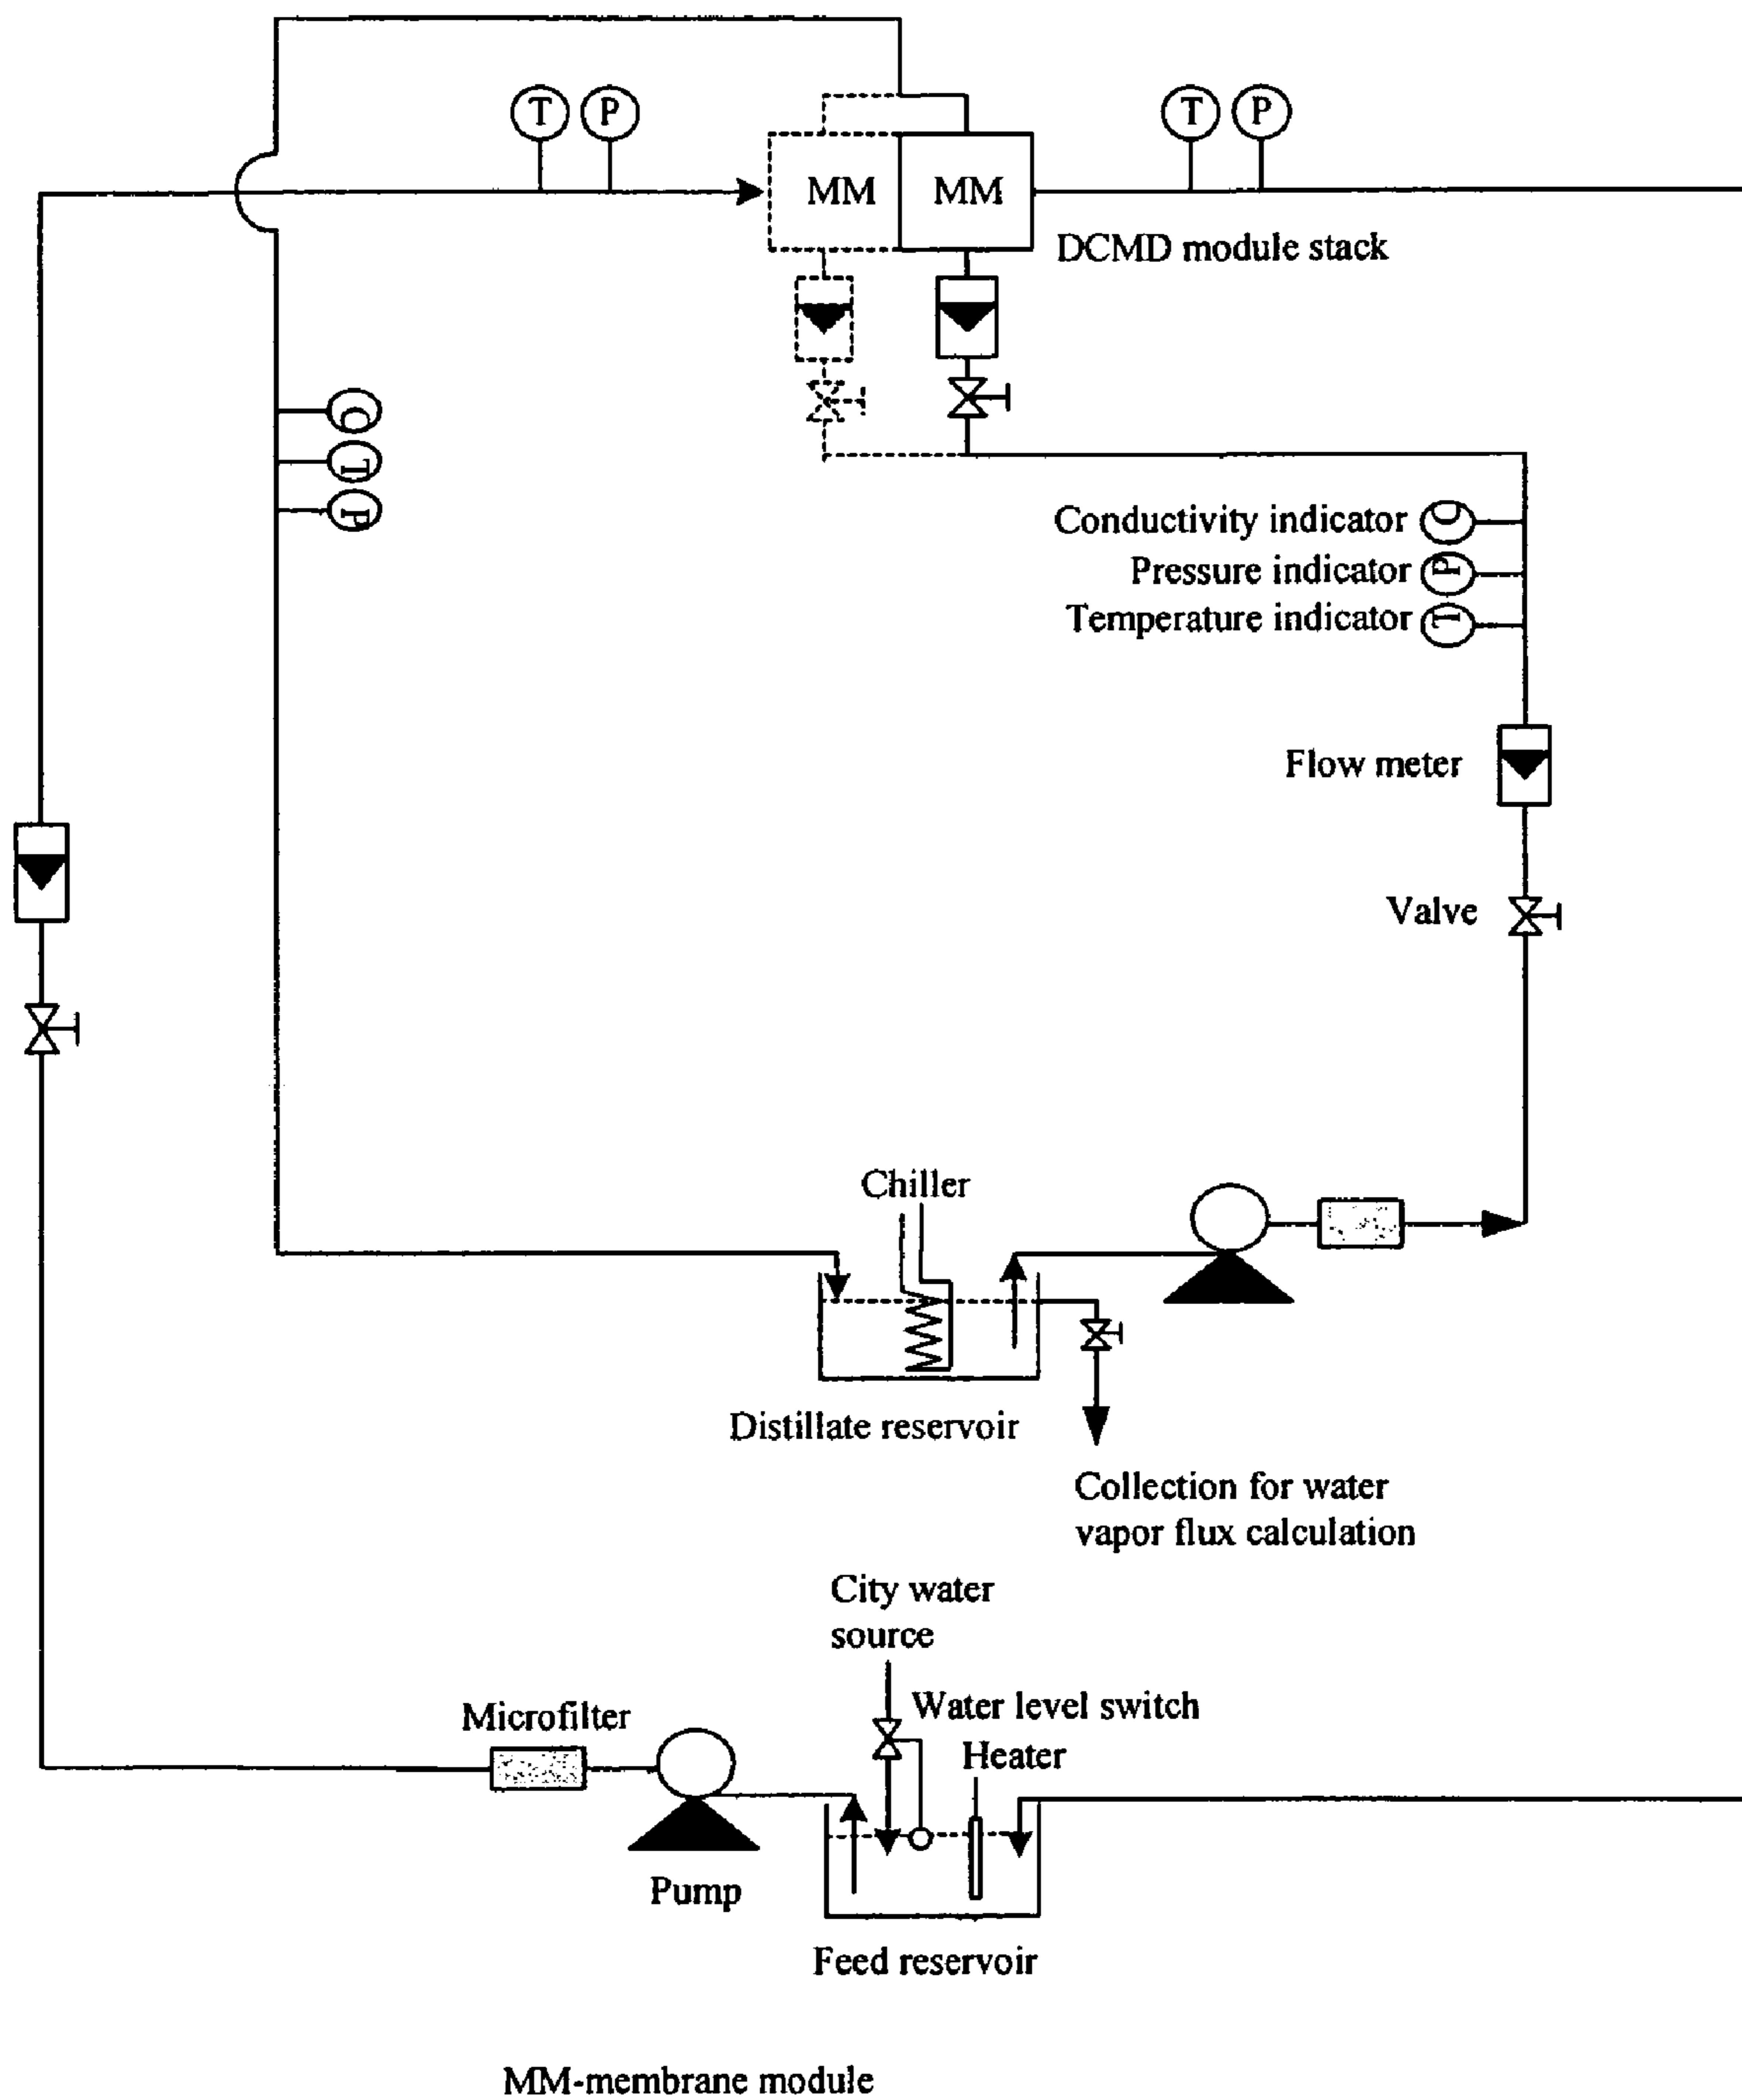 T
P
T
P
MM
MM
DCMD module stack
C
T
P
Conductivity indicator
C
Pressure indicator
P
Temperature indicator
T
Flow meter
Valve
Chiller
Distillate reservoir
Collection for water
vapor flux calculation
City water
source
Water level switch
Microfilter
Heater
Pump
Feed reservoir
MM-membrane module